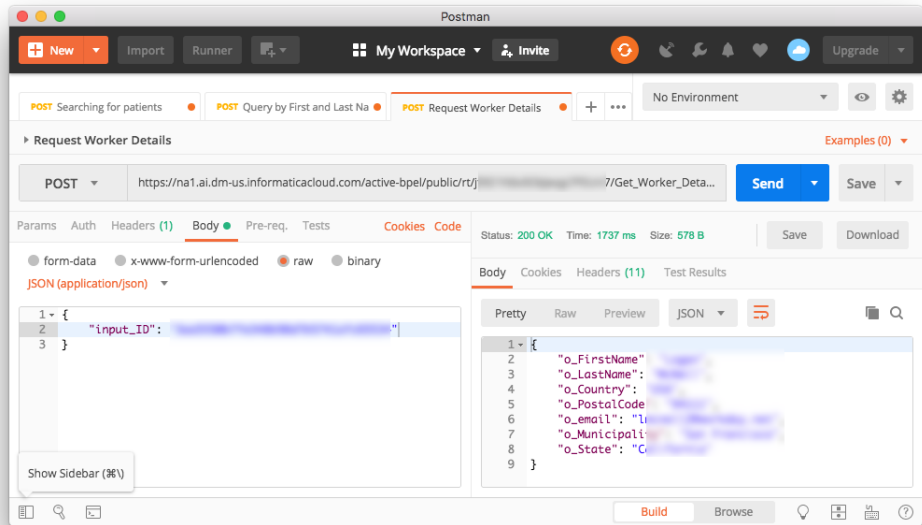 Postman
New Import Runner My Workspace Invite Upgrade
POST Searching for patients POST Query by First and Last Na POST Request Worker Details + ••• No Environment
Request Worker Details Examples (0)
POST https://na1.ai.dm-us.informaticacloud.com/active-bpel/public/rt/j 7/Get_Worker_Deta... Send Save
Params Auth Headers (1) Body Pre-req. Tests Cookies Code
Status: 200 OK Time: 1737 ms Size: 578 B Save Download
form-data x-www-form-urlencoded raw binary
JSON (application/json)
Body Cookies Headers (11) Test Results
Pretty Raw Preview JSON
1 {
2 "input_ID": "
3 }
1 {
2 "o_FirstName"
3 "o_LastName":
4 "o_Country":
5 "o_PostalCode
6 "o_email":
7 "o_Municipality
8 "o_State":
9 }
Show Sidebar (⌘\)
Build Browse